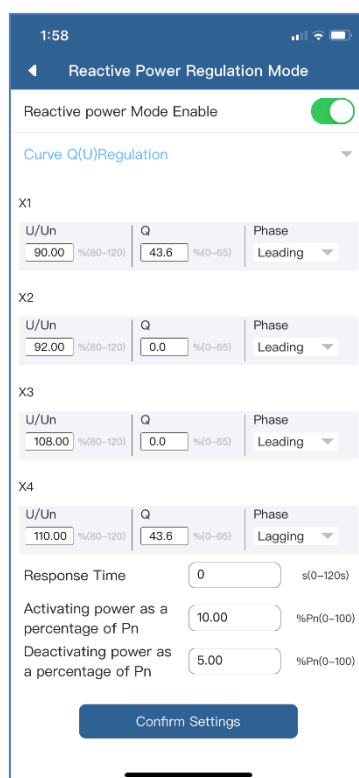 1:58
Reactive Power Regulation Mode
Reactive power Mode Enable
Curve Q(U)Regulation
X1
U/Un Q Phase
90.00 %(80-120) 43.6 %(0-65) Leading
X2
U/Un Q Phase
92.00 %(80-120) 0.0 %(0-65) Leading
X3
U/Un Q Phase
108.00 %(80-120) 0.0 %(0-65) Leading
X4
U/Un Q Phase
110.00 %(80-120) 43.6 %(0-65) Lagging
Response Time 0 s(0-120s)
Activating power as a
percentage of Pn 10.00 %Pn(0-100)
Deactivating power as
a percentage of Pn 5.00 %Pn(0-100)
Confirm Settings